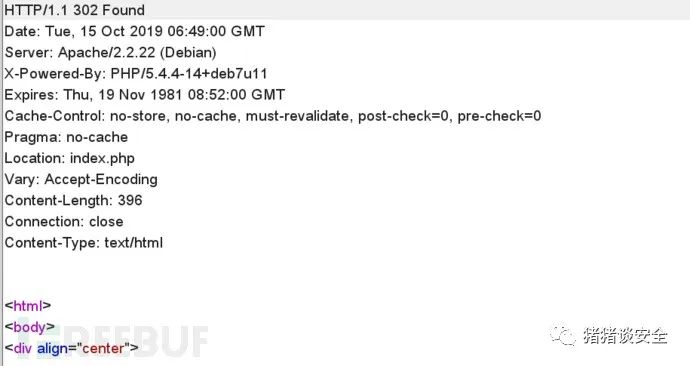 HTTP/1.1 302 Found
Date: Tue, 15 Oct 2019 06:49:00 GMT
Server: Apache/2.2.22 (Debian)
X-Powered-By: PHP/5.4.4-14+deb7u11
Expires: Thu, 19 Nov 1981 08:52:00 GMT
Cache-Control: no-store, no-cache, must-revalidate, post-check=0, pre-check=0
Pragma: no-cache
Location: index.php
Vary: Accept-Encoding
Content-Length: 396
Connection: close
Content-Type: text/html
<html>
<body>
<div align="center">
REEBUF
猪猪谈安全